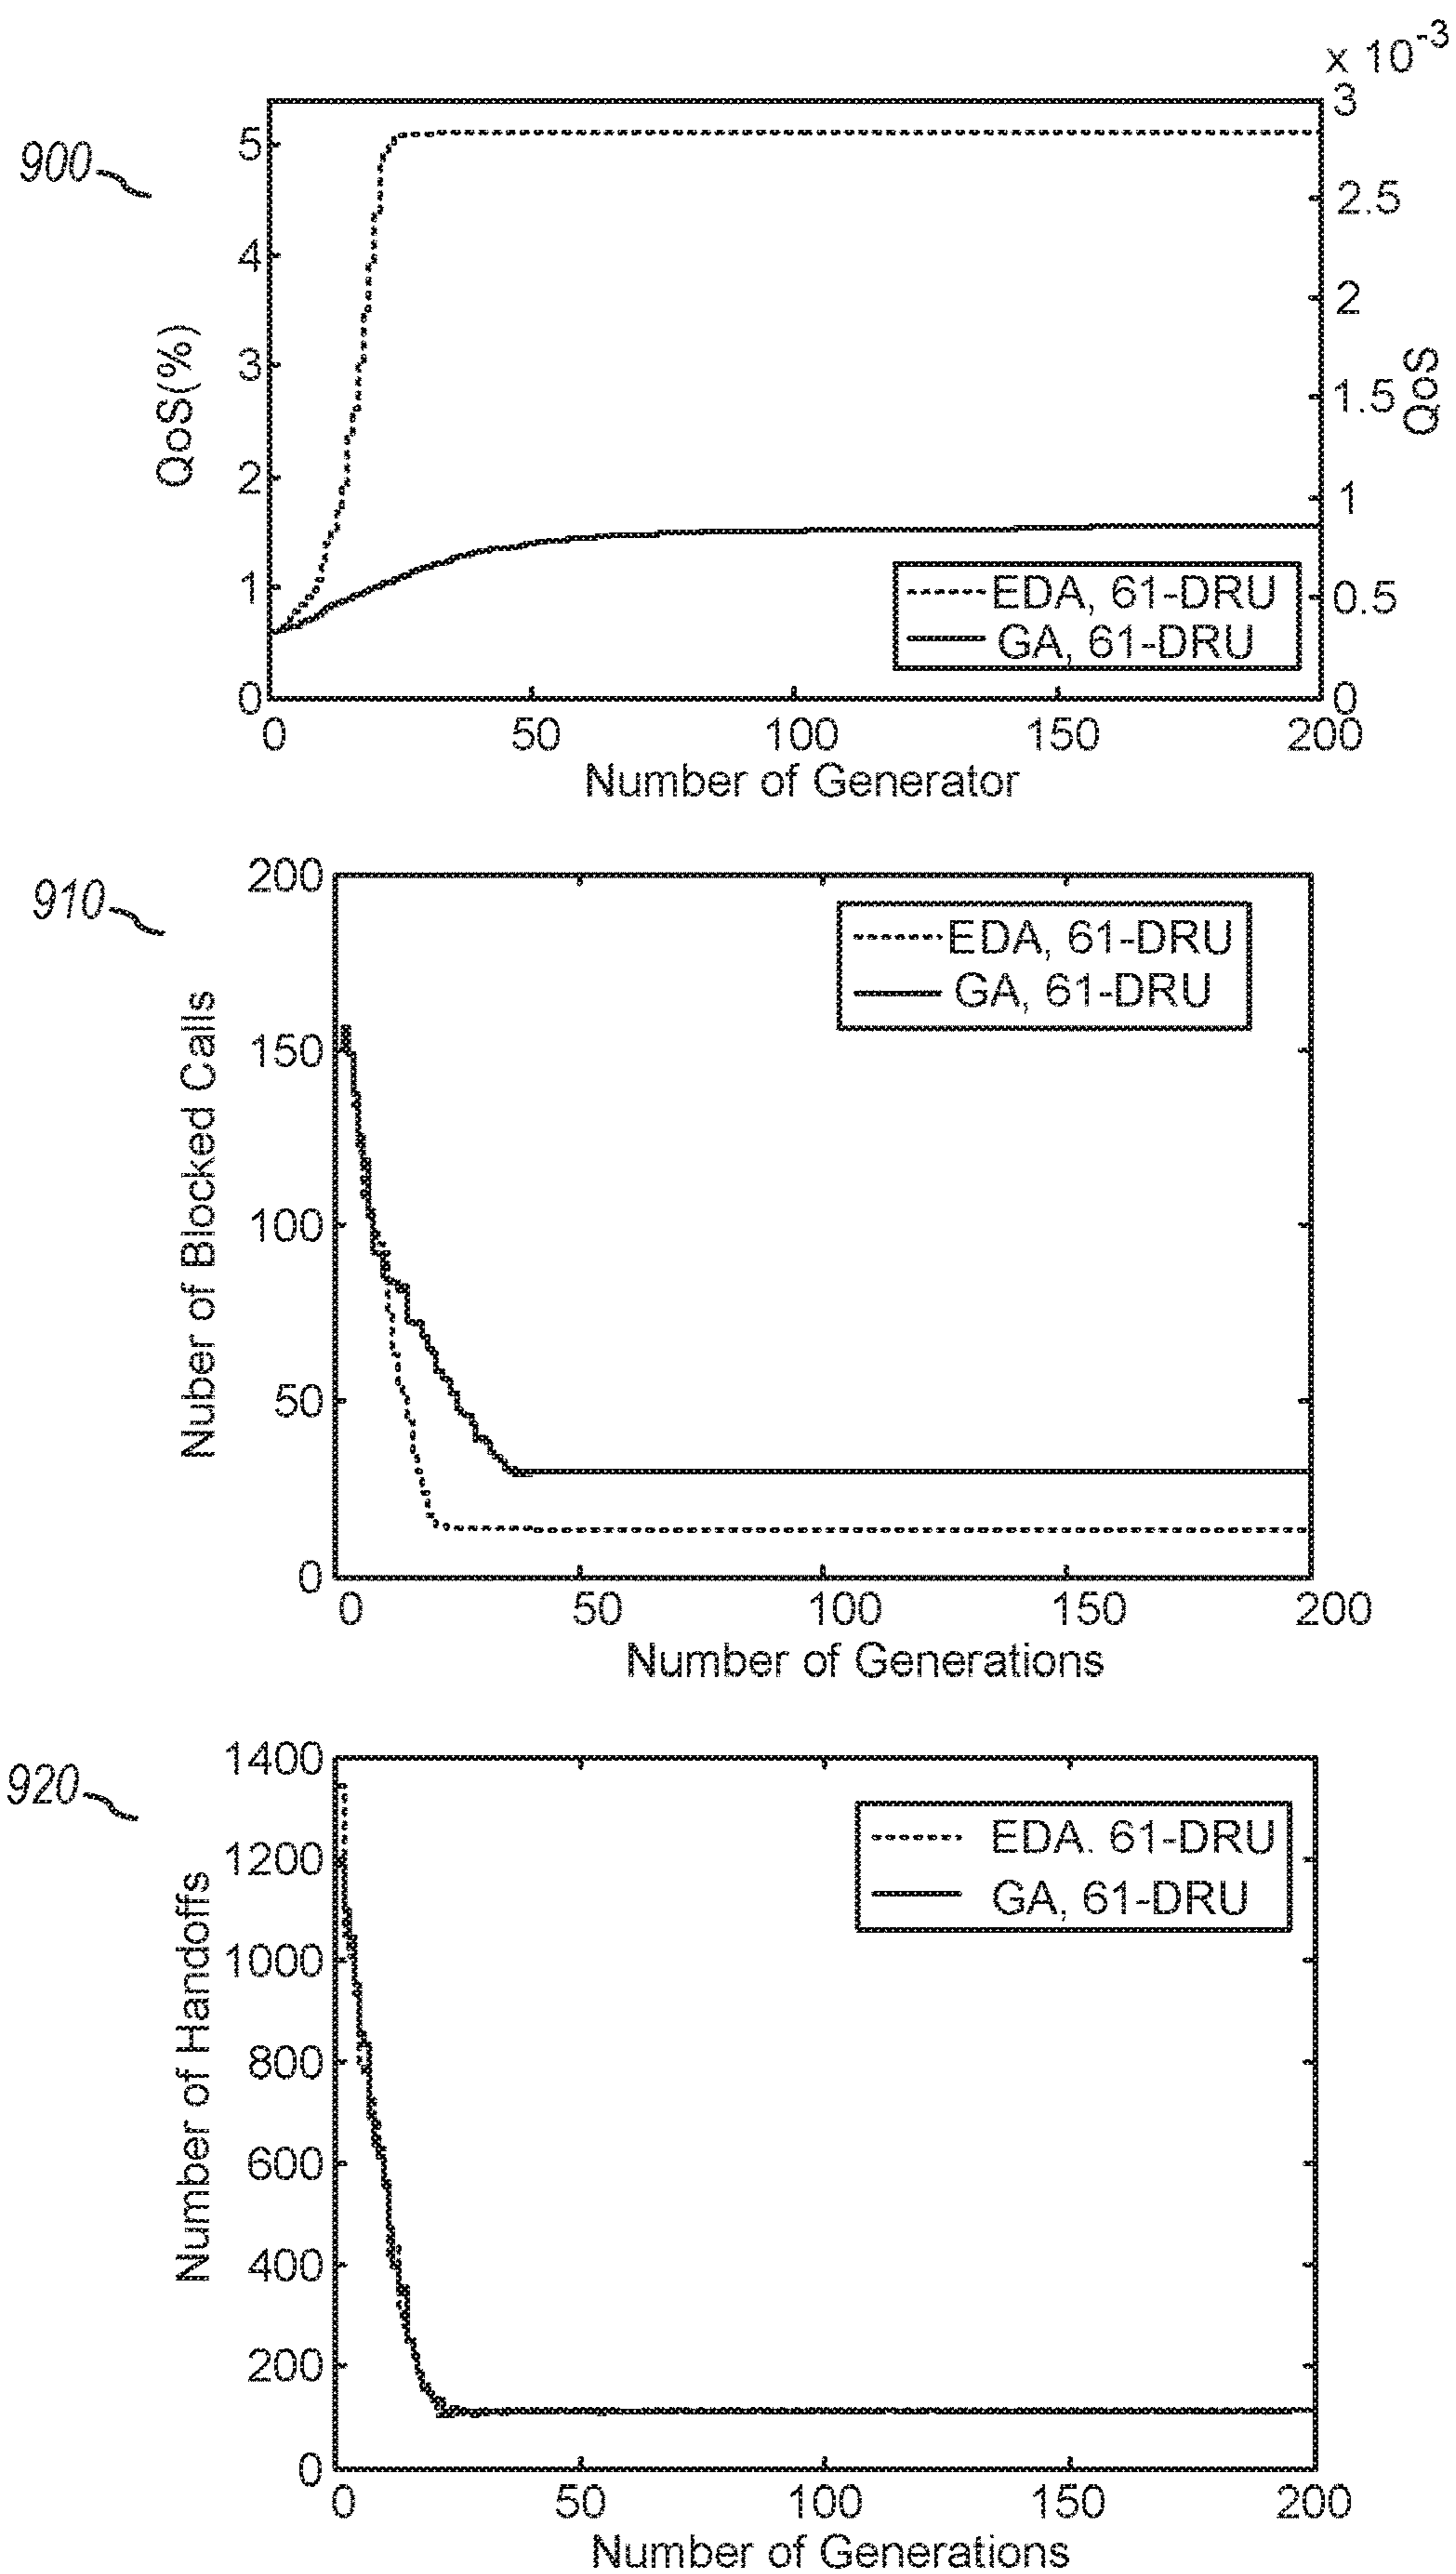 x 10-3
900
5
4
3
2
1
0
3
2.5
2
1.5
1
0.5
0
QoS(%)
QoS
EDA, 61-DRU
GA, 61-DRU
0 50 100 150 200
Number of Generator
910
200
150
100
50
0
Nuber of Blocked Calls
EDA, 61-DRU
GA, 61-DRU
0 50 100 150 200
Number of Generations
920
1400
1200
1000
800
600
400
200
0
Number of Handoffs
EDA. 61-DRU
GA, 61-DRU
0 50 100 150 200
Number of Generations